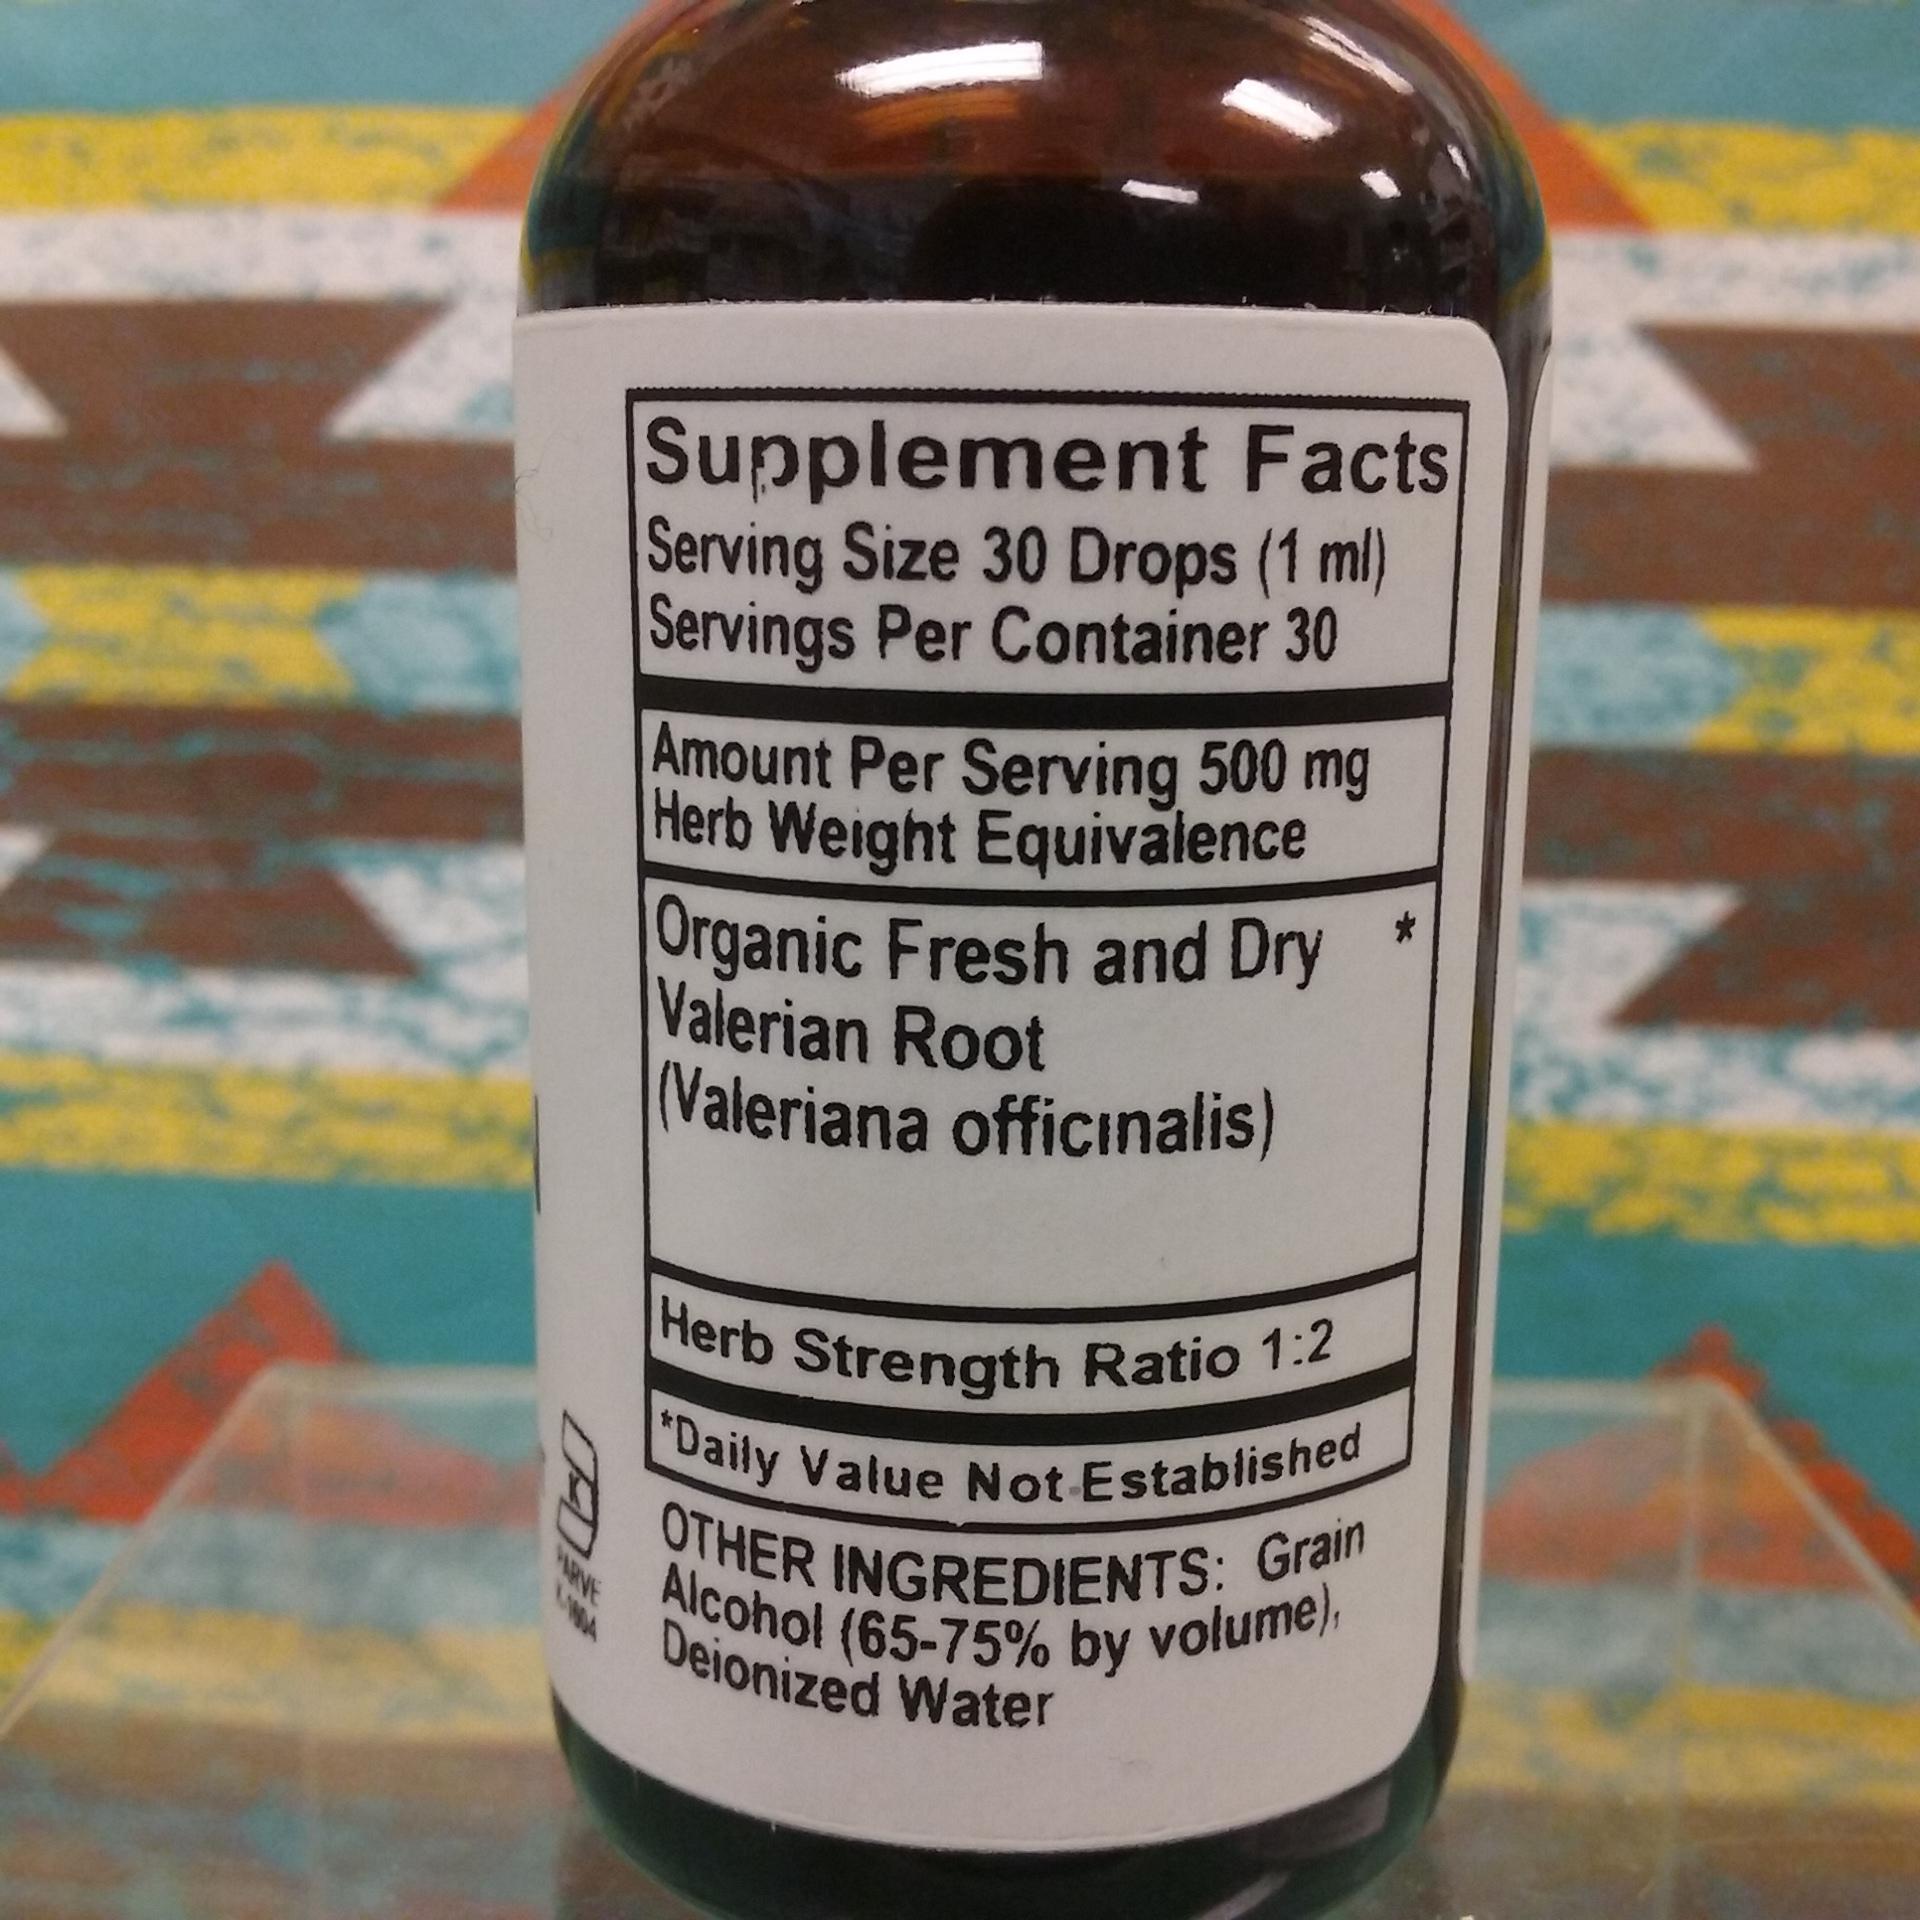 Supplement Facts
Serving Size 30 Drops (1 ml)
Servings Per Container 30
Amount Per Serving 500 mg
Herb Weight Equivalence
Organic Fresh and Dry *
Valerian Root
(Valeriana officinalis)
Herb Strength Ratio 1:2
*Daily Value Not Established
OTHER INGREDIENTS: Grain
Alcohol (65-75% by volume),
Deionized Water
K
PARVE